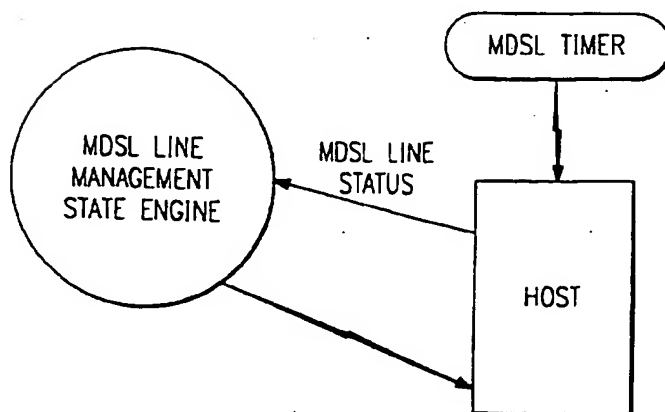 MDSL TIMER
MDSL LINE
MANAGEMENT
STATE ENGINE
MDSL LINE
STATUS
HOST